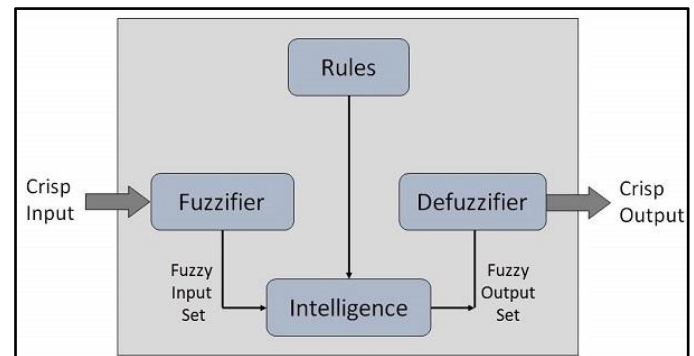 Rules
Crisp
Input
Fuzzifier
Defuzzifier
Crisp
Output
Fuzzy
Input
Set
Intelligence
Fuzzy
Output
Set